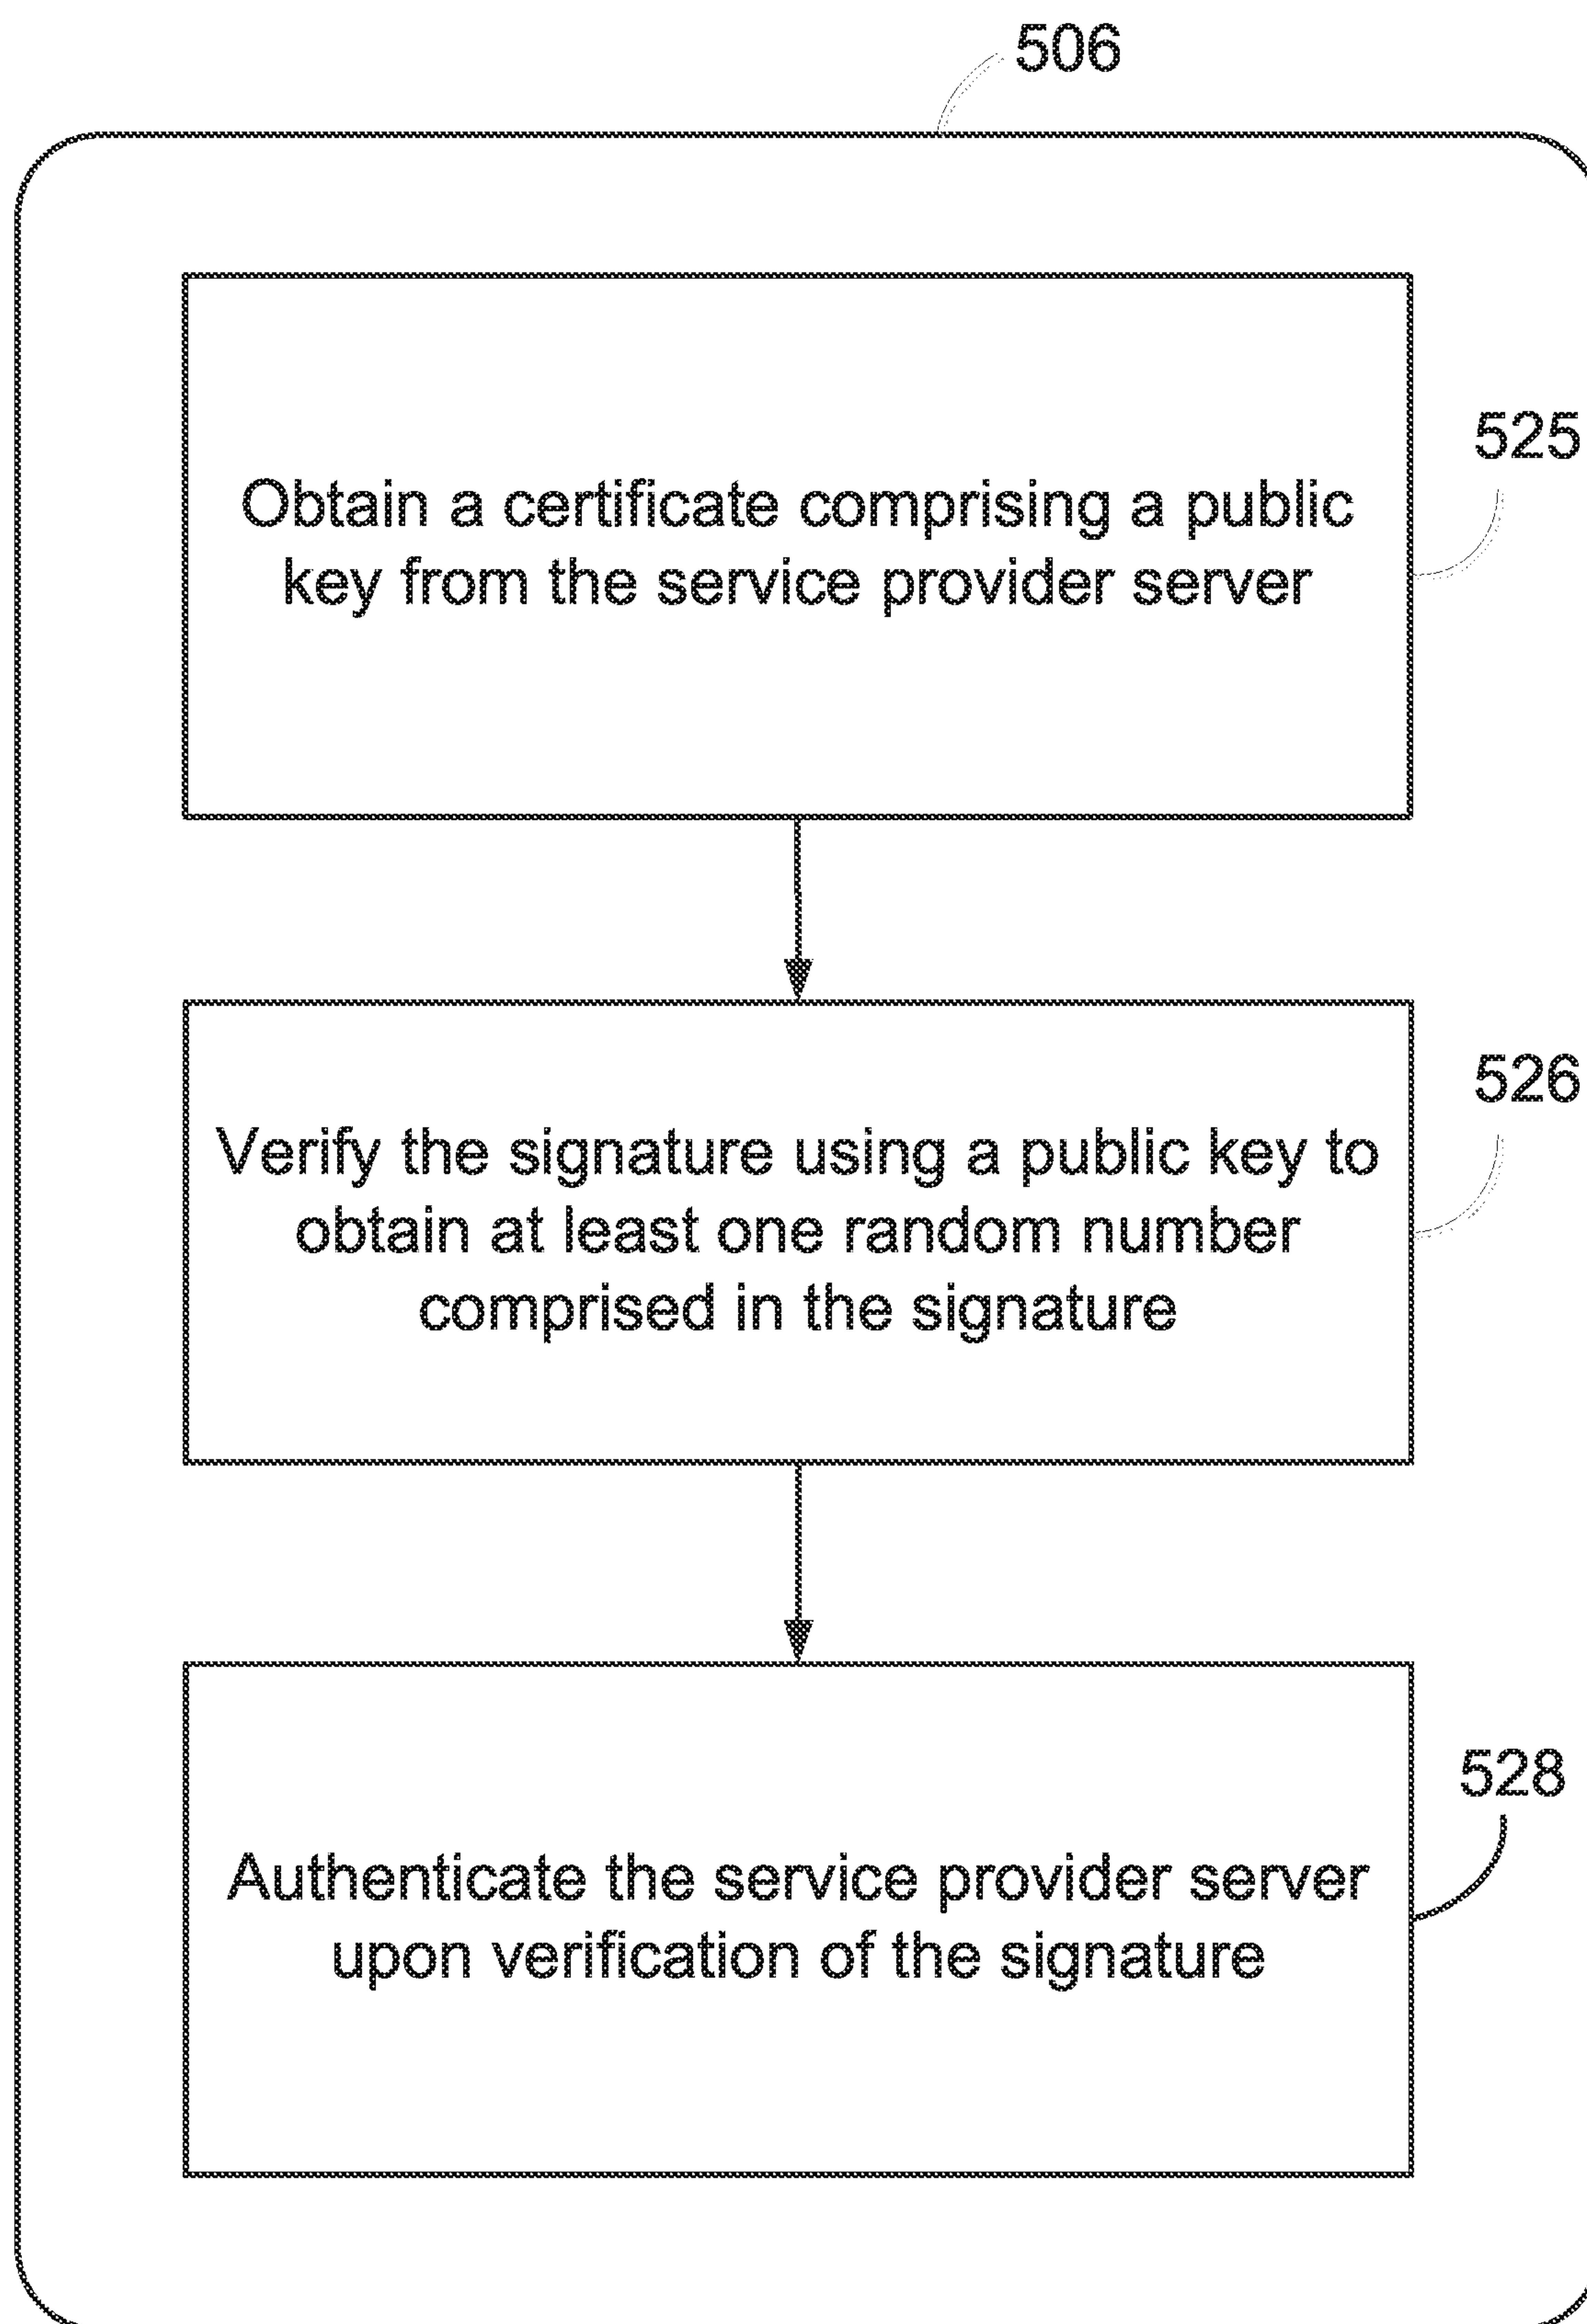 506
Obtain a certificate comprising a public
key from the service provider server
525
Verify the signature using a public key to
obtain at least one random number
comprised in the signature
526
Authenticate the service provider server
upon verification of the signature
528